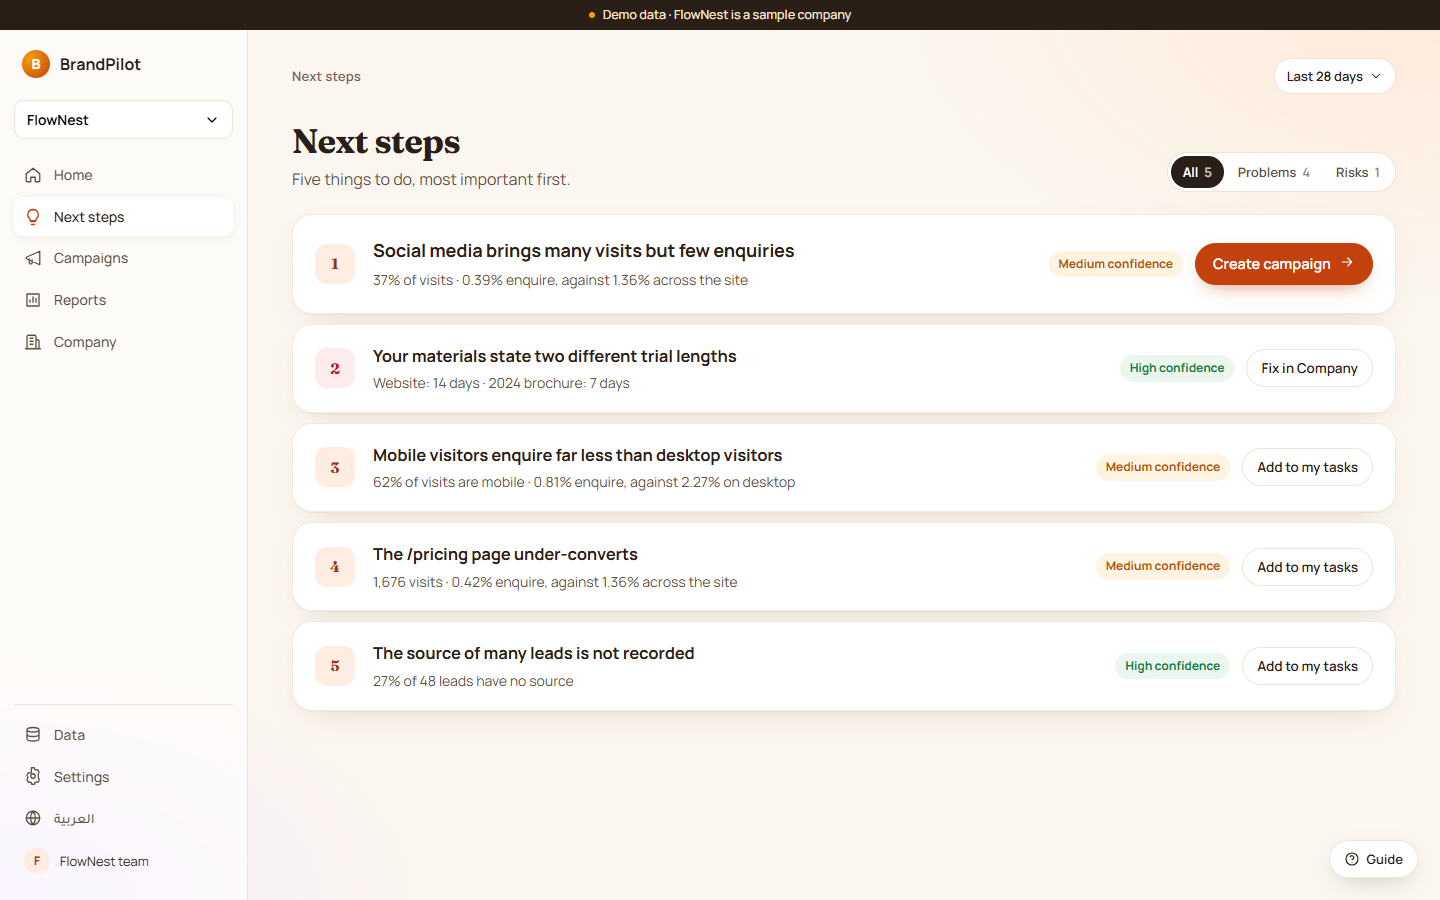 Demo data · FlowNest is a sample company
B BrandPilot
FlowNest
Home
Next steps
Campaigns
Reports
Company
Data
Settings
العربية
F FlowNest team
Next steps
Last 28 days
Next steps
Five things to do, most important first.
All 5 Problems 4 Risks 1
1
Social media brings many visits but few enquiries
37% of visits · 0.39% enquire, against 1.36% across the site
Medium confidence
Create campaign →
2
Your materials state two different trial lengths
Website: 14 days · 2024 brochure: 7 days
High confidence
Fix in Company
3
Mobile visitors enquire far less than desktop visitors
62% of visits are mobile · 0.81% enquire, against 2.27% on desktop
Medium confidence
Add to my tasks
4
The /pricing page under-converts
1,676 visits · 0.42% enquire, against 1.36% across the site
Medium confidence
Add to my tasks
5
The source of many leads is not recorded
27% of 48 leads have no source
High confidence
Add to my tasks
Guide